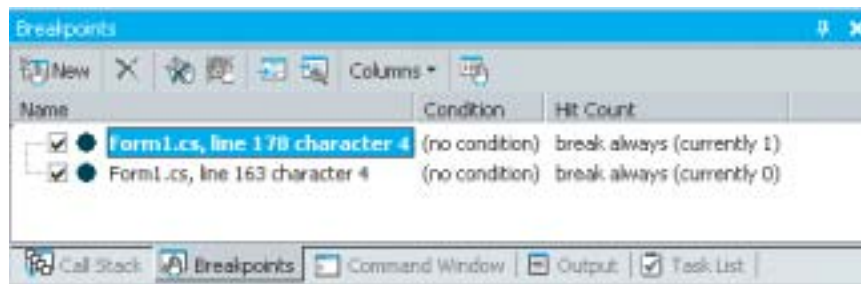 Breakpoints
New Columns
Name Condition Hit Count
Form1.cs, line 178 character 4 (no condition) break always (currently 1)
Form1.cs, line 163 character 4 (no condition) break always (currently 0)
Call Stack Breakpoints Command Window Output Task List